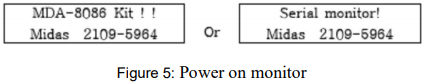 MDA-8086 Kit ! !
Midas 2109-5964
Or
Serial monitor!
Midas 2109-5964
Figure 5: Power on monitor